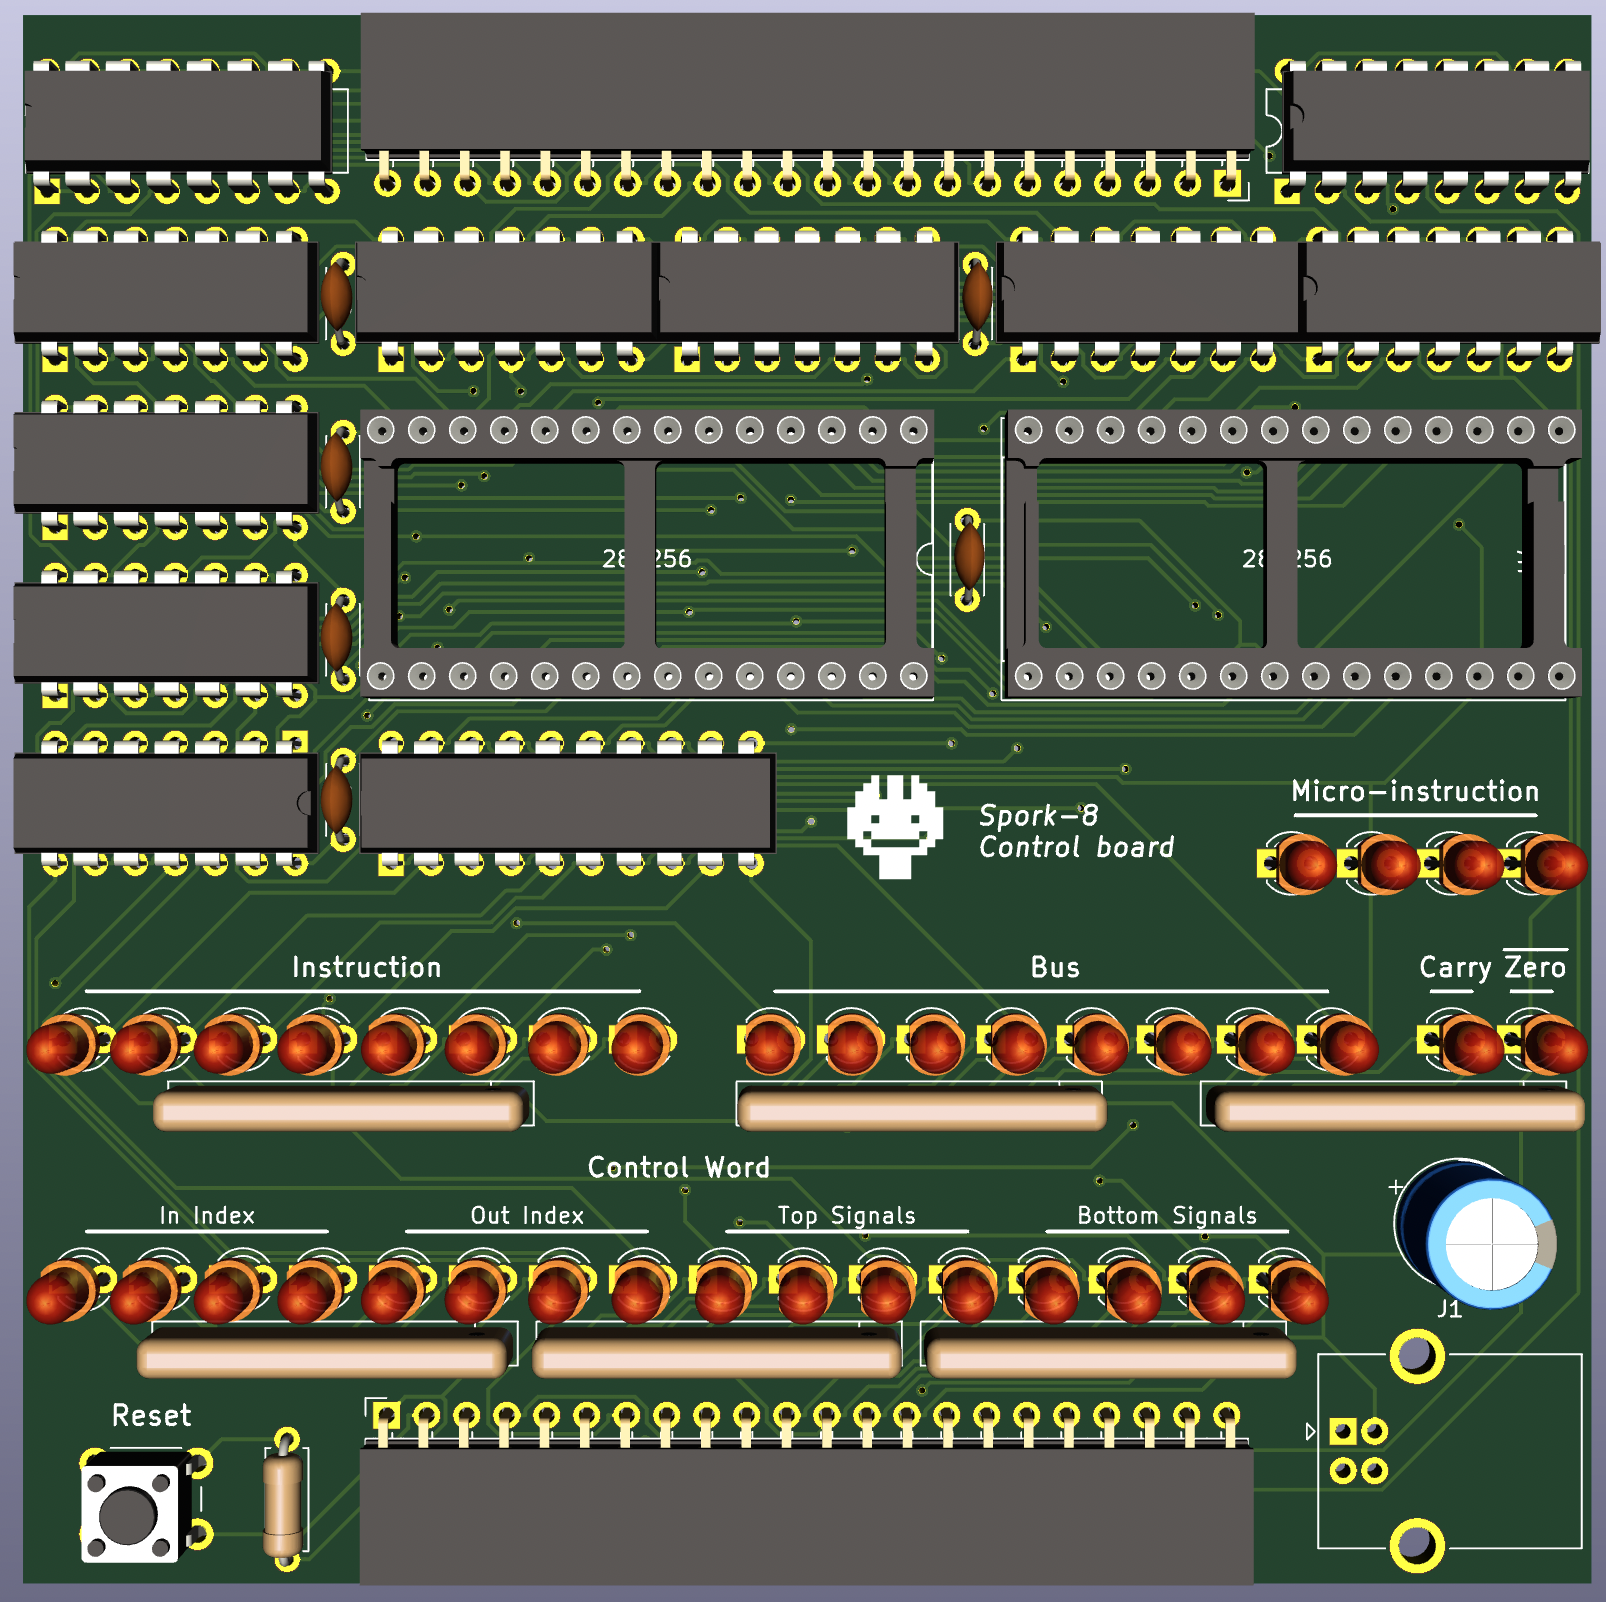 Micro-instruction
Spork-8
Control board
Instruction
Bus
Carry
Zero
Control Word
In Index
Out Index
Top Signals
Bottom Signals
+
J1
Reset